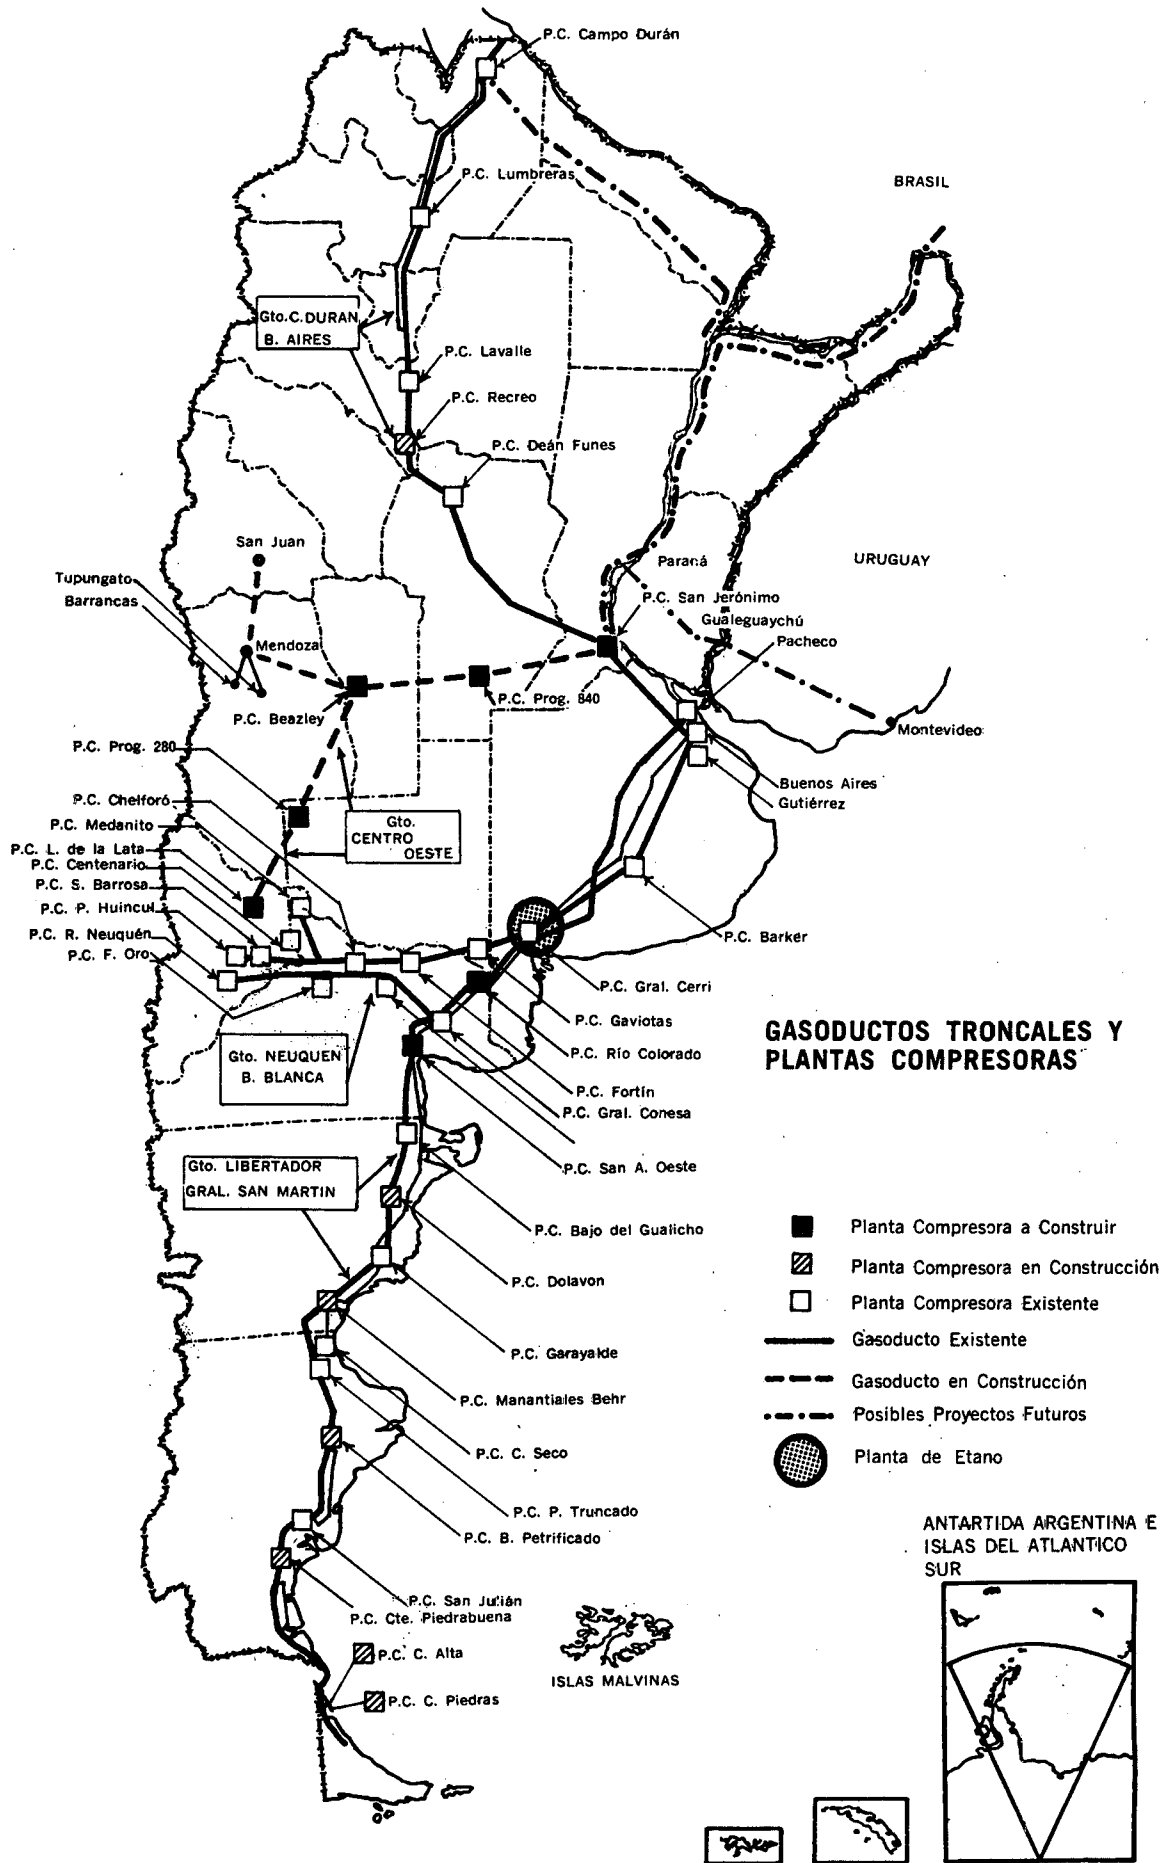 P.C. Campo Durán
BRASIL
P.C. Lumbreras
Gto. C. DURAN
B. AIRES
P.C. Lavalle
P.C. Recreo
P.C. Deán Funes
San Juan
URUGUAY
Paraná
Tupungato
Barrancas
P.C. San Jerónimo
Gualeguaychú
Pacheco
Mendoza
P.C. Prog. 840
P.C. Beazley
Montevideo
P.C. Prog. 280
Buenos Aires
Gutiérrez
P.C. Chelforó
P.C. Medanito
Gto.
CENTRO
OESTE
P.C. L. de la Lata
P.C. Centenario
P.C. S. Barrosa
P.C. P. Huincul
P.C. R. Neuquén
P.C. F. Oro
P.C. Barker
P.C. Gral. Cerri
P.C. Gaviotas
GASODUCTOS TRONCALES Y
PLANTAS COMPRESORAS
P.C. Río Colorado
Gto. NEUQUEN
B. BLANCA
P.C. Fortín
P.C. Gral. Conesa
P.C. San A. Oeste
Gto. LIBERTADOR
GRAL. SAN MARTIN
P.C. Bajo del Gualicho
P.C. Dolavon
P.C. Garayalde
P.C. Manantiales Behr
P.C. C. Seco
P.C. P. Truncado
P.C. B. Petrificado
P.C. San Julián
P.C. Cte. Piedrabuena
P.C. C. Alta
P.C. C. Piedras
ISLAS MALVINAS
Planta Compresora a Construir
Planta Compresora en Construcción
Planta Compresora Existente
Gasoducto Existente
Gasoducto en Construcción
Posibles Proyectos Futuros
Planta de Etano
ANTARTIDA ARGENTINA E
ISLAS DEL ATLANTICO
SUR